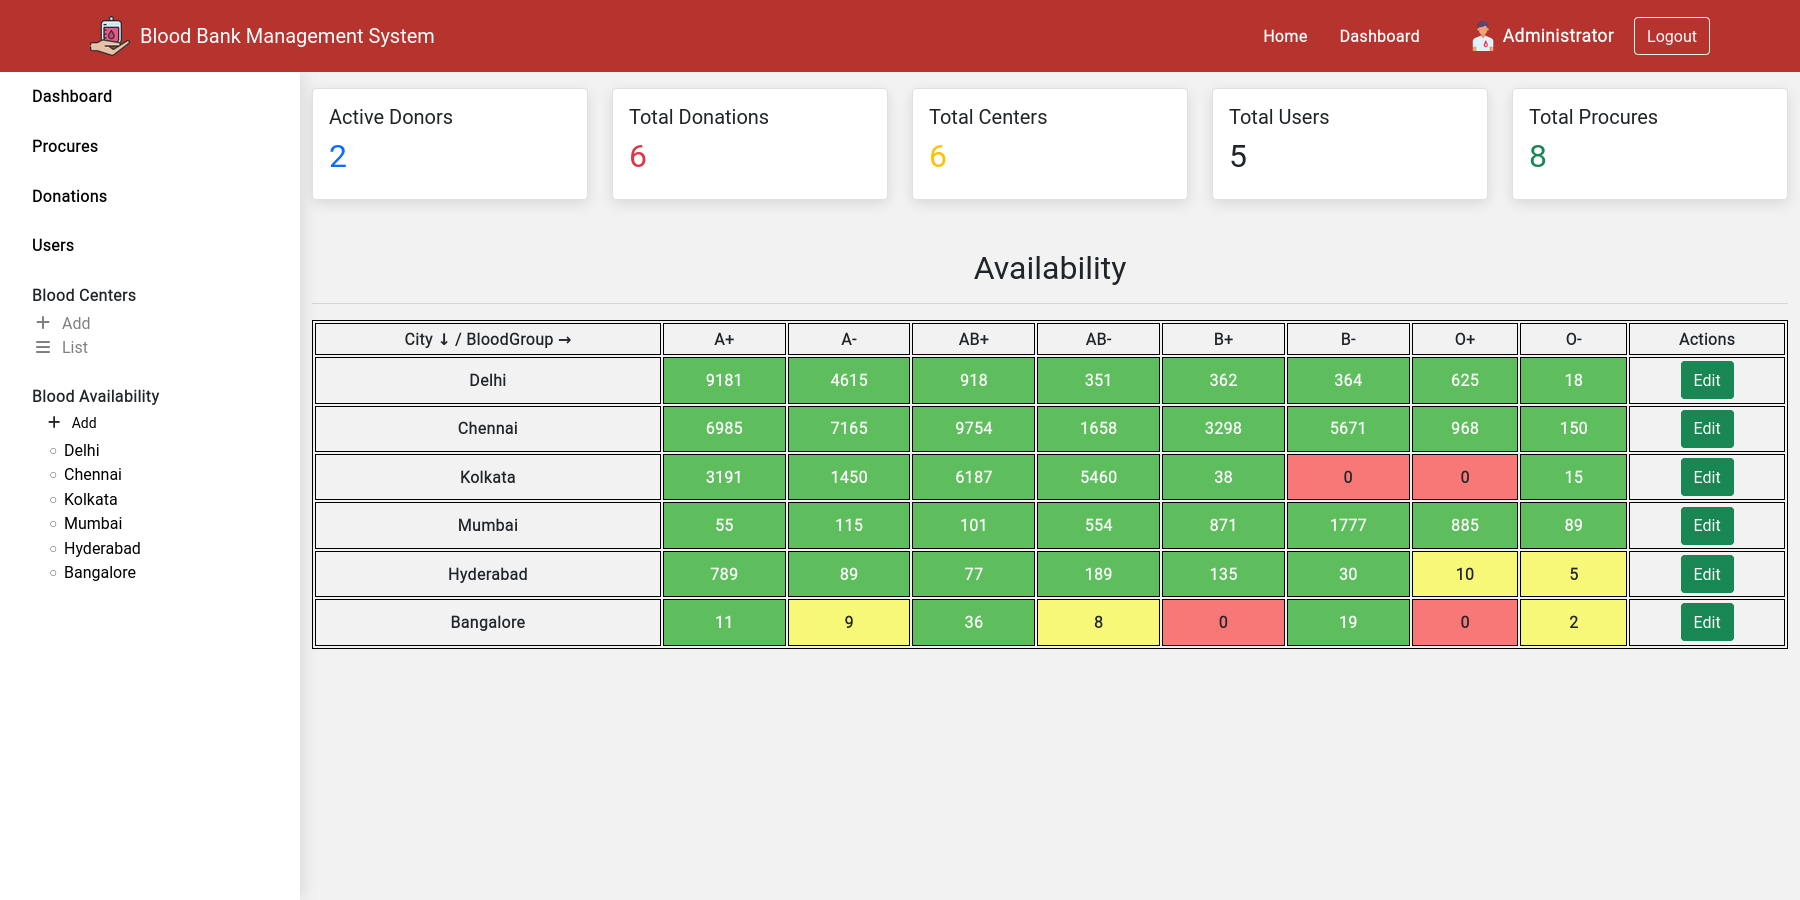 Blood Bank Management System
Home Dashboard Administrator Logout
Dashboard
Procures
Donations
Users
Blood Centers
Add
List
Blood Availability
Add
Delhi
Chennai
Kolkata
Mumbai
Hyderabad
Bangalore
Active Donors
2
Total Donations
6
Total Centers
6
Total Users
5
Total Procures
8
Availability
City ↓ / BloodGroup → A+ A- AB+ AB- B+ B- O+ O- Actions
Delhi 9181 4615 918 351 362 364 625 18 Edit
Chennai 6985 7165 9754 1658 3298 5671 968 150 Edit
Kolkata 3191 1450 6187 5460 38 0 0 15 Edit
Mumbai 55 115 101 554 871 1777 885 89 Edit
Hyderabad 789 89 77 189 135 30 10 5 Edit
Bangalore 11 9 36 8 0 19 0 2 Edit